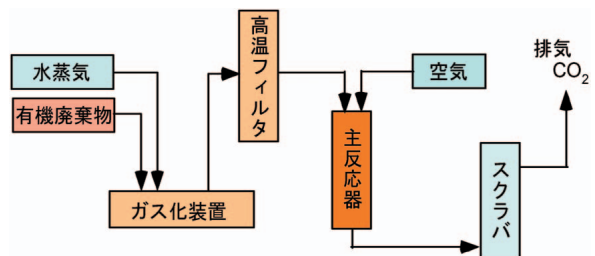 水蒸気
有機廃棄物
ガス化装置
高温フィルタ
空気
主反応器
スクラバ
排気
CO₂